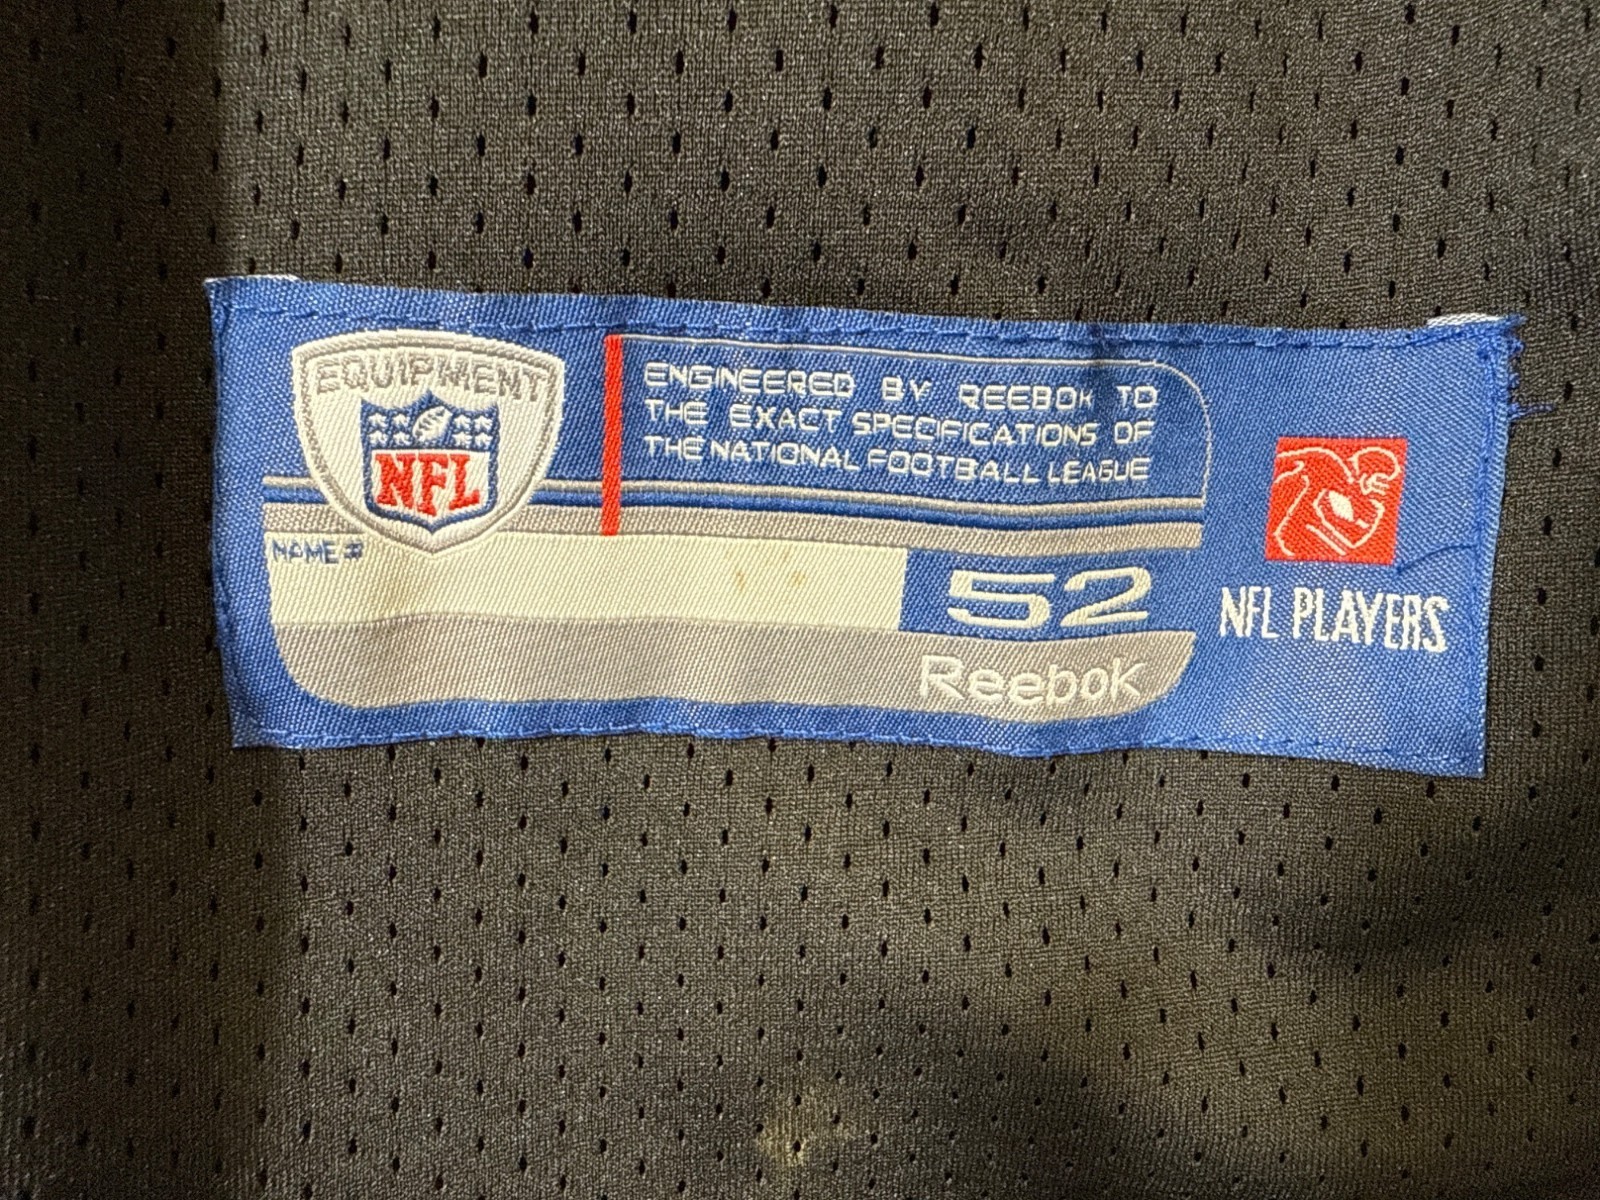 EQUIPMENT
NFL
ENGINEERED BY REEBOK TO
THE EXACT SPECIFICATIONS OF
THE NATIONAL FOOTBALL LEAGUE
NAME #
52
Reebok
NFL PLAYERS